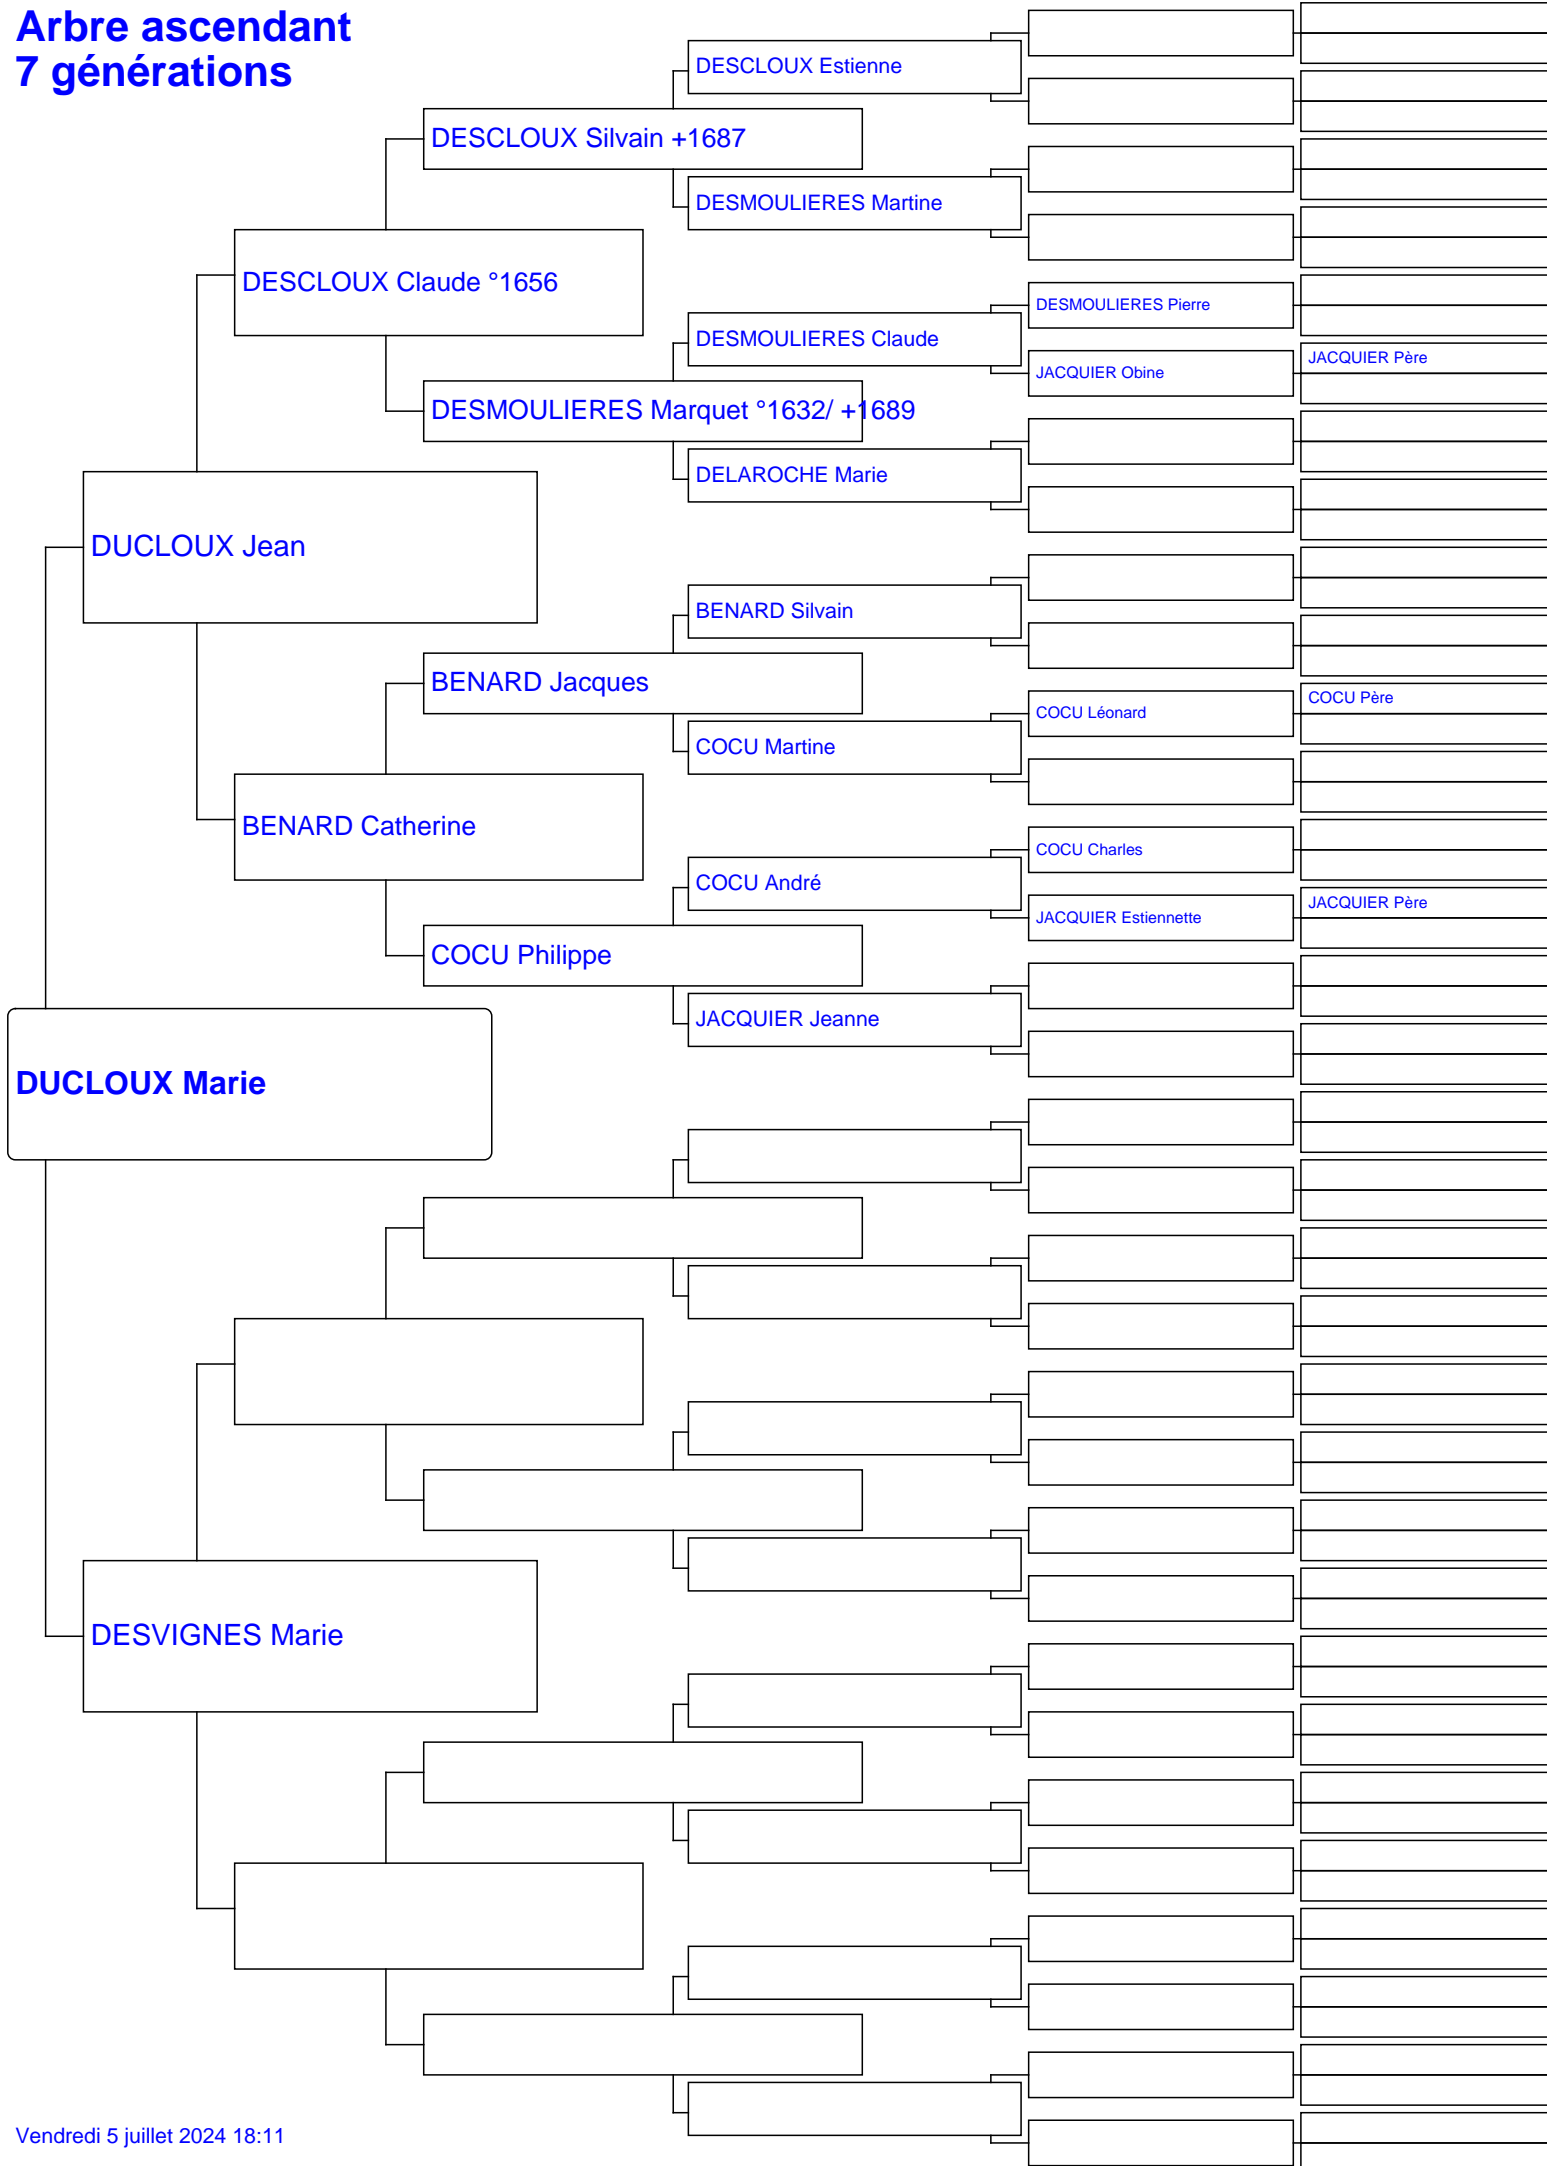 Arbre ascendant
7 générations
DESCLOUX Estienne
DESCLOUX Silvain +1687
DESMOULIERES Martine
DESCLOUX Claude °1656
DESMOULIERES Pierre
DESMOULIERES Claude
JACQUIER Père
JACQUIER Obine
DESMOULIERES Marquet °1632/ +1689
DELAROCHE Marie
DUCLOUX Jean
BENARD Silvain
BENARD Jacques
COCU Père
COCU Léonard
COCU Martine
BENARD Catherine
COCU Charles
COCU André
JACQUIER Père
JACQUIER Estiennette
COCU Philippe
JACQUIER Jeanne
DUCLOUX Marie
DESVIGNES Marie
Vendredi 5 juillet 2024 18:11